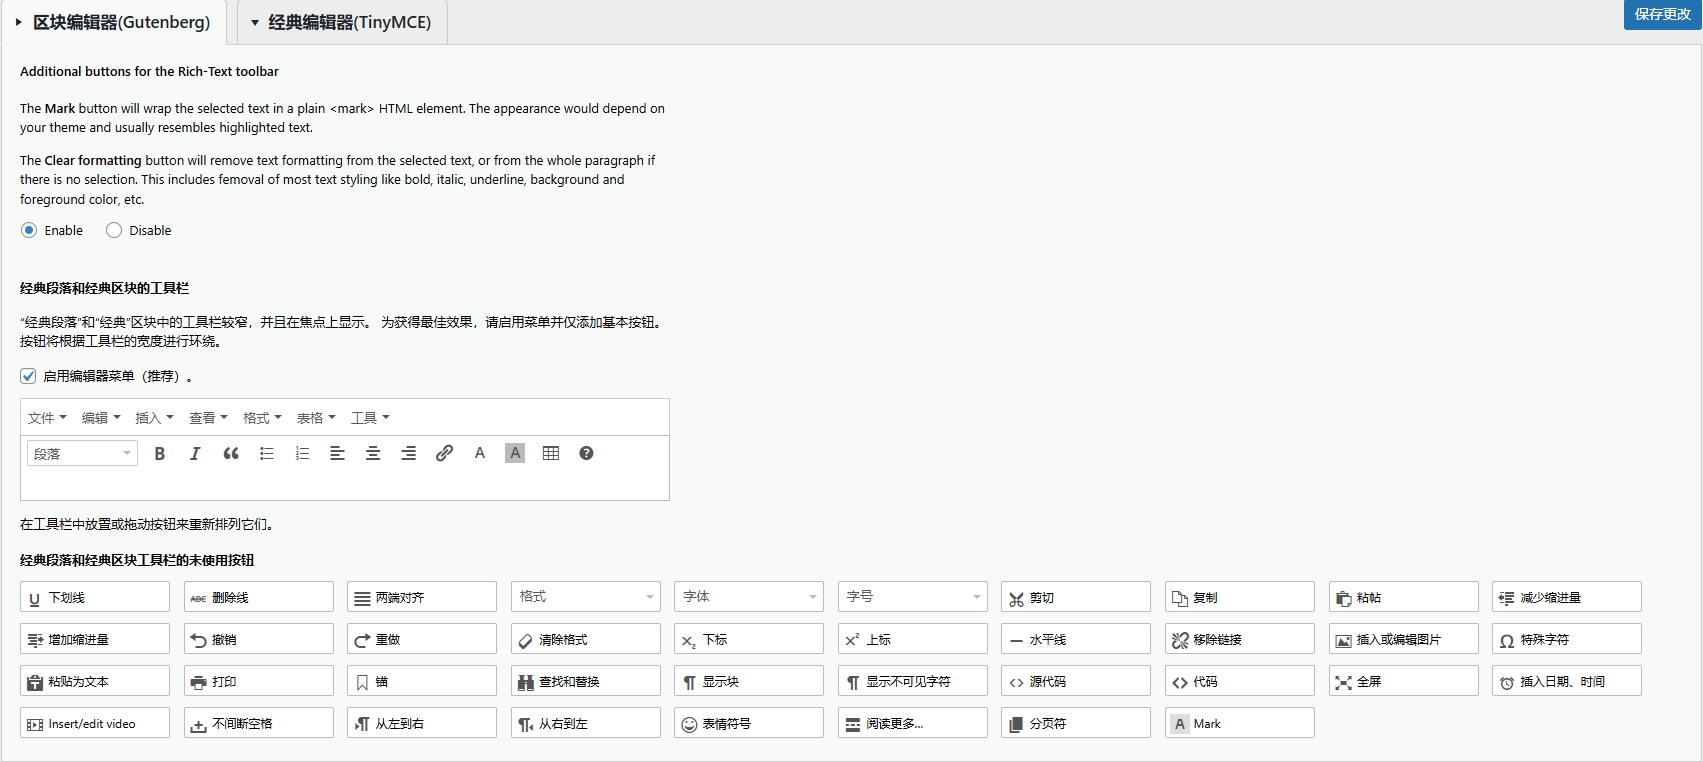 区块编辑器(Gutenberg)
经典编辑器(TinyMCE)
保存更改
Additional buttons for the Rich-Text toolbar
The Mark button will wrap the selected text in a plain <mark> HTML element. The appearance would depend on
your theme and usually resembles highlighted text.
The Clear formatting button will remove text formatting from the selected text, or from the whole paragraph if
there is no selection. This includes femoval of most text styling like bold, italic, underline, background and
foreground color, etc.
Enable Disable
经典段落和经典区块的工具栏
“经典段落”和“经典”区块中的工具栏较窄，并且在焦点上显示。 为获得最佳效果，请启用菜单并仅添加基本按钮。
按钮将根据工具栏的宽度进行环绕。
启用编辑器菜单（推荐）。
文件 编辑 插入 查看 格式 表格 工具
段落 B I A A
在工具栏中放置或拖动按钮来重新排列它们。
经典段落和经典区块工具栏的未使用按钮
U 下划线 ABC 删除线 两端对齐 格式 字体 字号 剪切 复制 粘帖 减少缩进量
增加缩进量 撤销 重做 清除格式 x₂ 下标 x² 上标 水平线 移除链接 插入或编辑图片 Ω 特殊字符
粘贴为文本 打印 锚 查找和替换 ¶ 显示块 ¶ 显示不可见字符 <> 源代码 <> 代码 全屏 插入日期、时间
Insert/edit video 不间断空格 从左到右 从右到左 表情符号 阅读更多... 分页符 A Mark